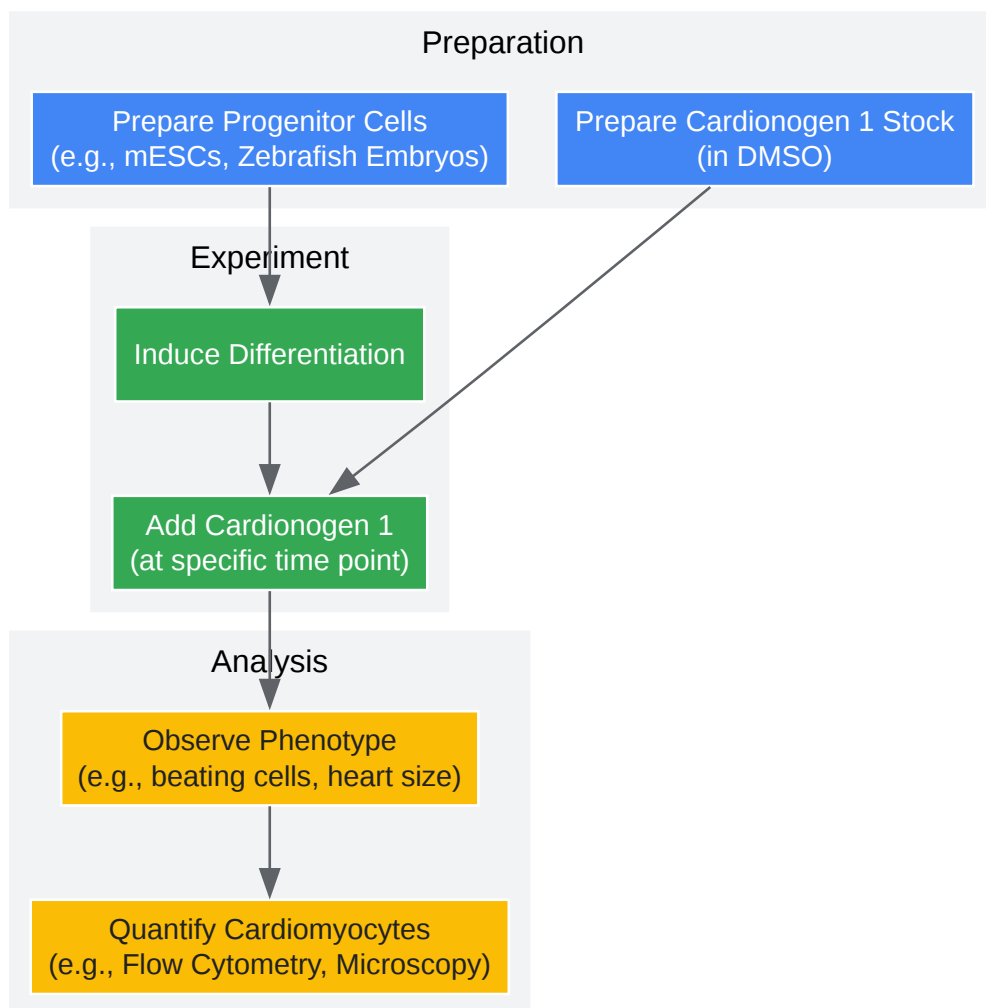 Preparation
Prepare Progenitor Cells
(e.g., mESCs, Zebrafish Embryos)
Prepare Cardionogen 1 Stock
(in DMSO)
Experiment
Induce Differentiation
Add Cardionogen 1
(at specific time point)
Analysis
Observe Phenotype
(e.g., beating cells, heart size)
Quantify Cardiomyocytes
(e.g., Flow Cytometry, Microscopy)